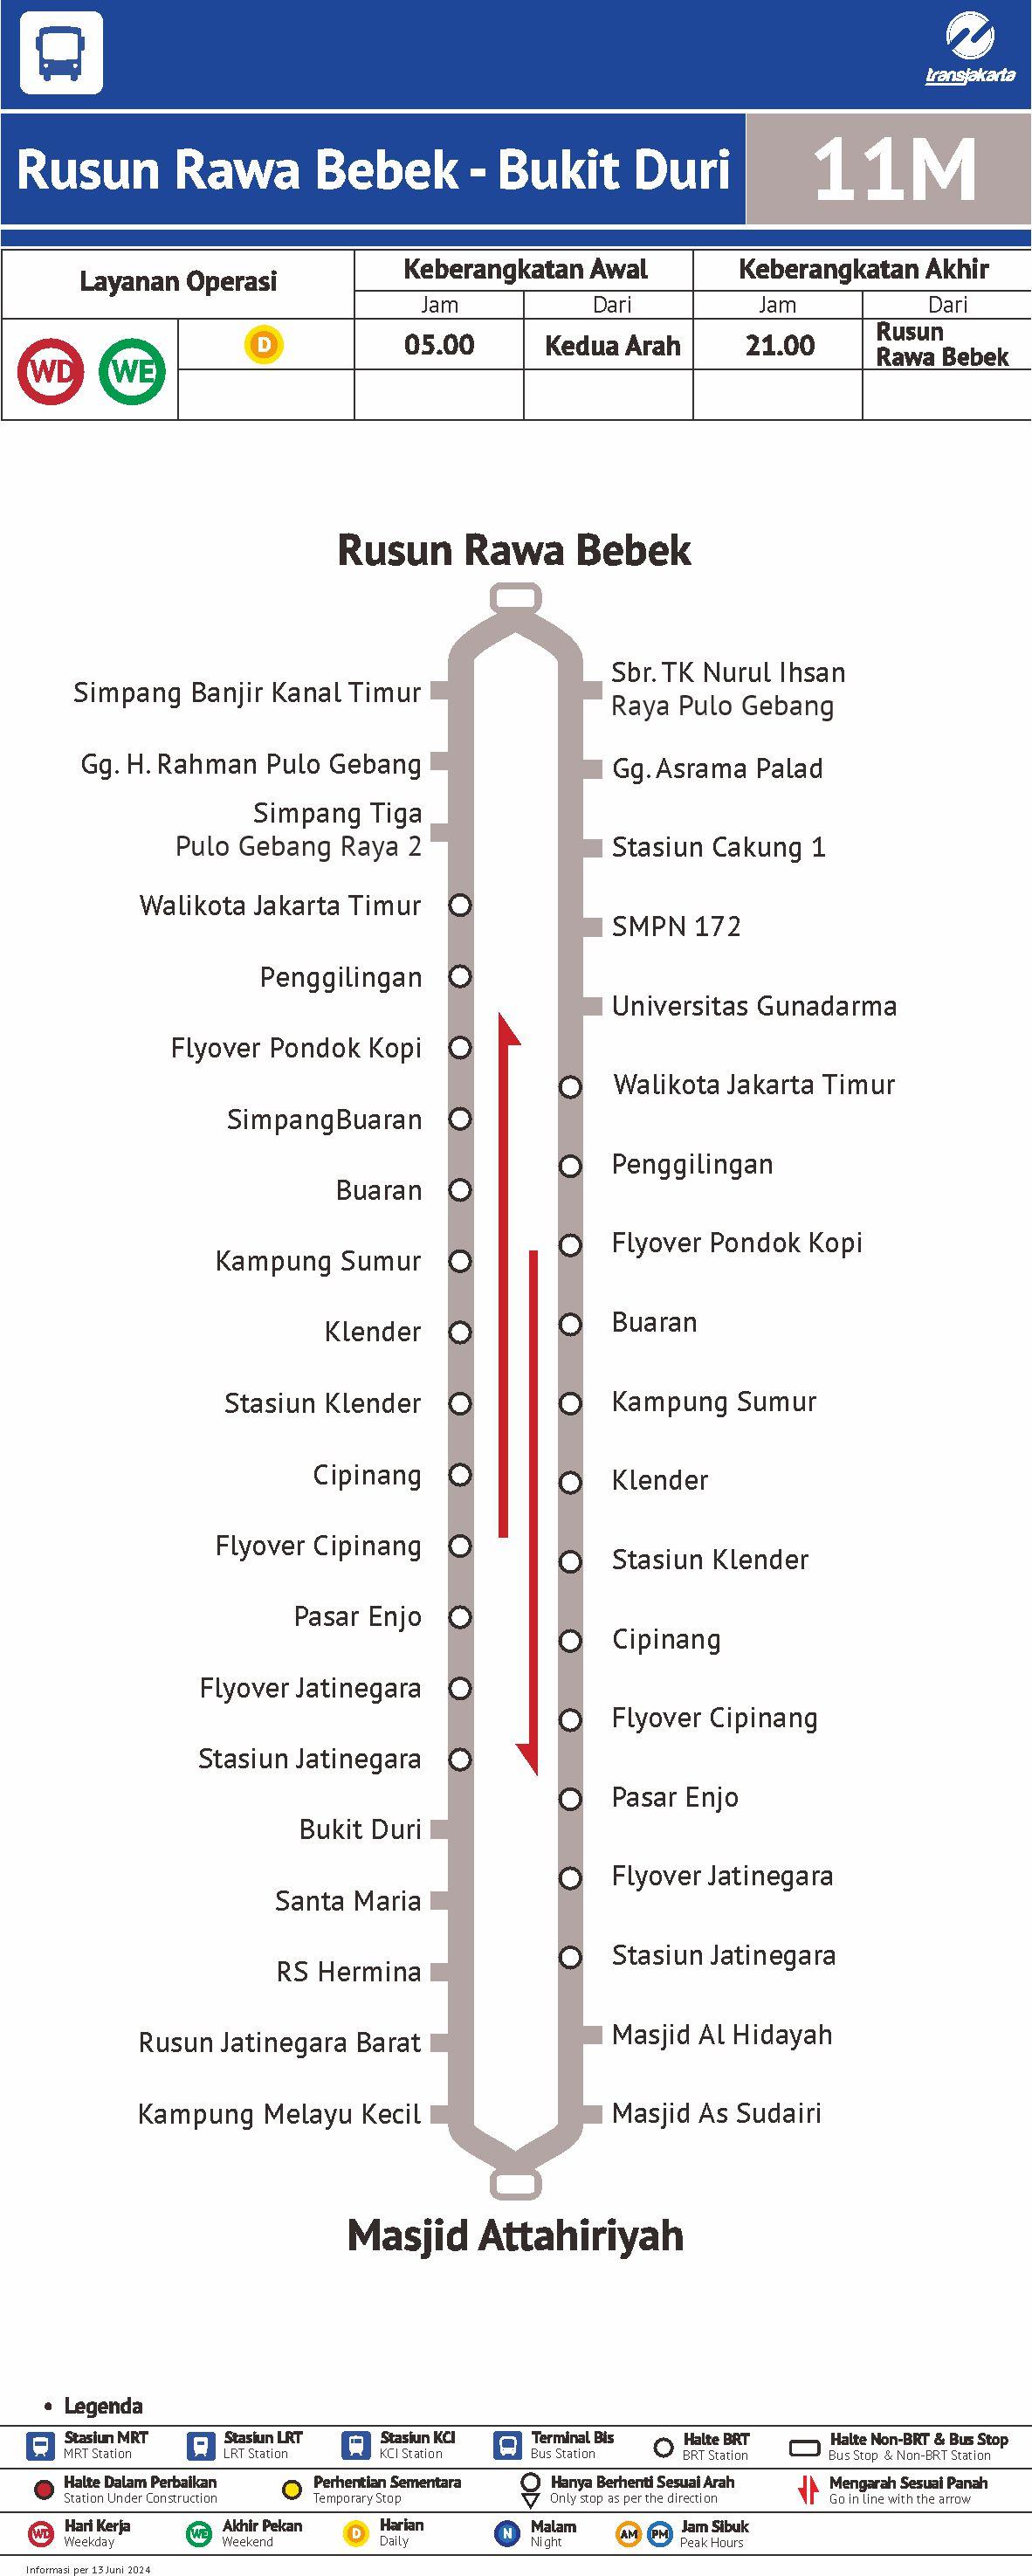 transjakarta
Rusun Rawa Bebek - Bukit Duri
11M
Layanan Operasi
Keberangkatan Awal
Keberangkatan Akhir
Jam
Dari
Jam
Dari
WD
WE
D
05.00
Kedua Arah
21.00
Rusun
Rawa Bebek
Rusun Rawa Bebek
Simpang Banjir Kanal Timur
Gg. H. Rahman Pulo Gebang
Simpang Tiga
Pulo Gebang Raya 2
Walikota Jakarta Timur
Penggilingan
Flyover Pondok Kopi
SimpangBuaran
Buaran
Kampung Sumur
Klender
Stasiun Klender
Cipinang
Flyover Cipinang
Pasar Enjo
Flyover Jatinegara
Stasiun Jatinegara
Bukit Duri
Santa Maria
RS Hermina
Rusun Jatinegara Barat
Kampung Melayu Kecil
Sbr. TK Nurul Ihsan
Raya Pulo Gebang
Gg. Asrama Palad
Stasiun Cakung 1
SMPN 172
Universitas Gunadarma
Walikota Jakarta Timur
Penggilingan
Flyover Pondok Kopi
Buaran
Kampung Sumur
Klender
Stasiun Klender
Cipinang
Flyover Cipinang
Pasar Enjo
Flyover Jatinegara
Stasiun Jatinegara
Masjid Al Hidayah
Masjid As Sudairi
Masjid Attahiriyah
• Legenda
Stasiun MRT
MRT Station
Stasiun LRT
LRT Station
Stasiun KCI
KCI Station
Terminal Bis
Bus Station
Halte BRT
BRT Station
Halte Non-BRT & Bus Stop
Bus Stop & Non-BRT Station
Halte Dalam Perbaikan
Station Under Construction
Perhentian Sementara
Temporary Stop
Hanya Berhenti Sesuai Arah
Only stop as per the direction
Mengarah Sesuai Panah
Go in line with the arrow
WD
Hari Kerja
Weekday
WE
Akhir Pekan
Weekend
D
Harian
Daily
N
Malam
Night
AM
PM
Jam Sibuk
Peak Hours
Informasi per 13 Juni 2024